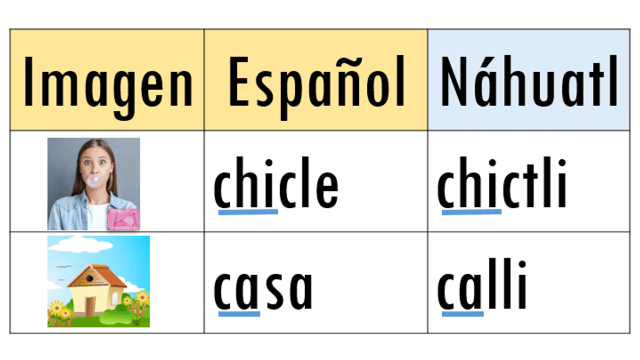 Imagen Español Náhuatl
chicle chictli
casa calli